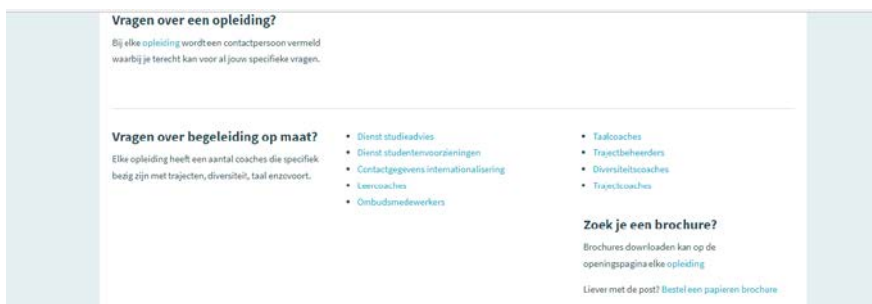 Vragen over een opleiding?
Bij elke opleiding wordt een contactpersoon vermeld
waarbij je terecht kan voor al jouw specifieke vragen.
Vragen over begeleiding op maat?
Elke opleiding heeft een aantal coaches die specifiek
bezig zijn met trajecten, diversiteit, taal enzovoort.
Dienst studieadvies
Dienst studentenvoorzieningen
Contactgegevens internationalisering
Leercoaches
Ombudsmedewerkers
Taalcoaches
Trajectbeheerders
Diversiteitscoaches
Trajectcoaches
Zoek je een brochure?
Brochures downloaden kan op de
openingspagina elke opleiding
Liever met de post? Bestel een papieren brochure